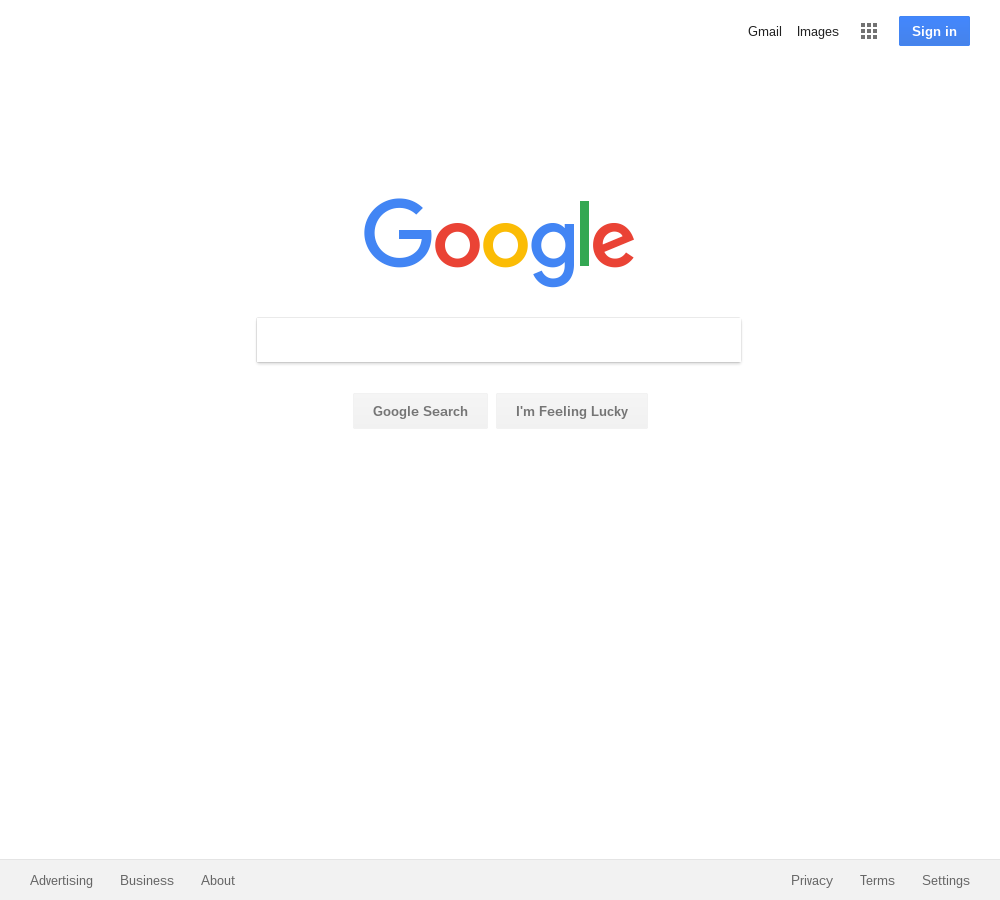 Gmail Images Sign in
Google
Google Search I'm Feeling Lucky
Advertising Business About Privacy Terms Settings